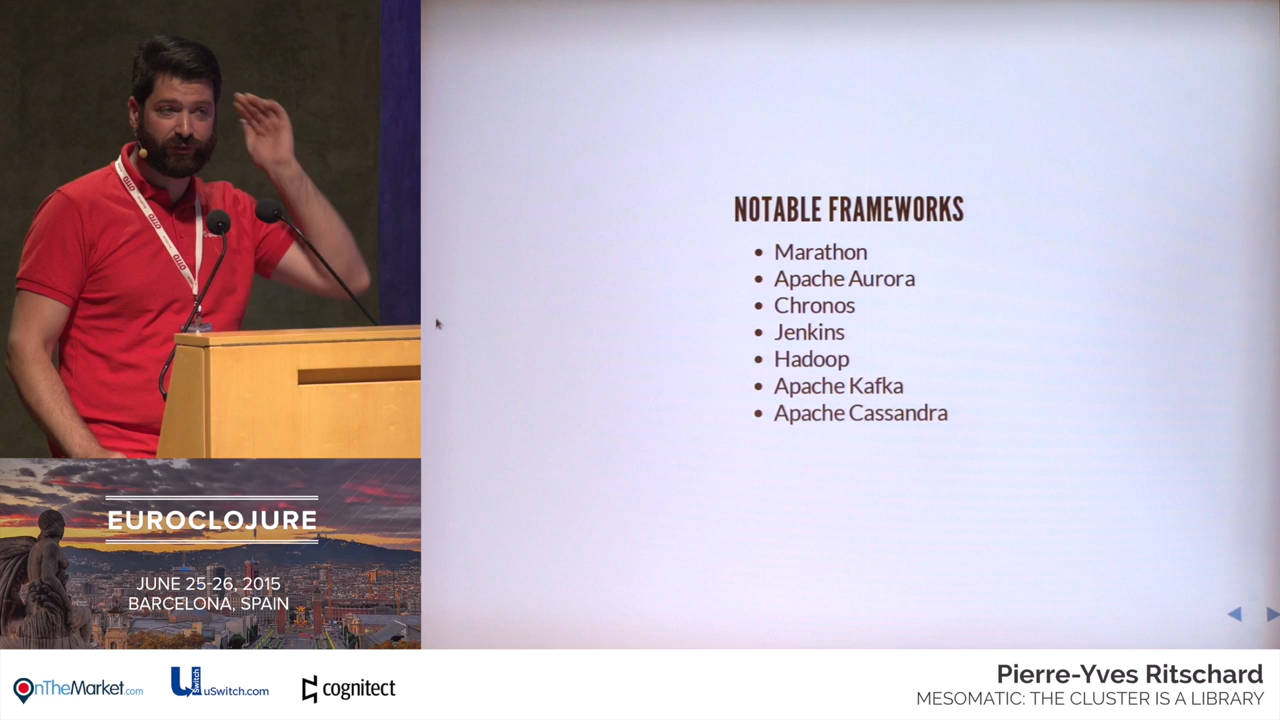 NOTABLE FRAMEWORKS
Marathon
Apache Aurora
Chronos
Jenkins
Hadoop
Apache Kafka
Apache Cassandra
EUROCLOJURE
JUNE 25-26, 2015
BARCELONA, SPAIN
OnTheMarket.com
uSwitch
uSwitch.com
cognitect
Pierre-Yves Ritschard
MESOMATIC: THE CLUSTER IS A LIBRARY